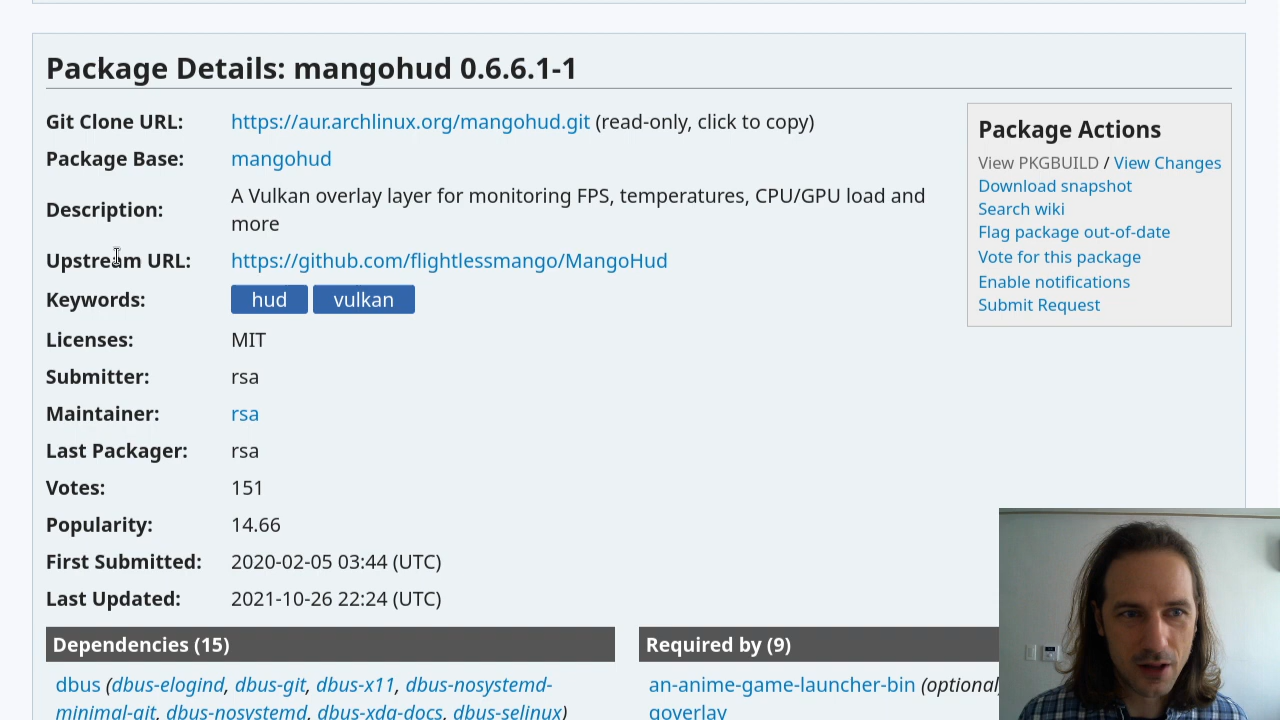 Package Details: mangohud 0.6.6.1-1
Git Clone URL: https://aur.archlinux.org/mangohud.git (read-only, click to copy)
Package Base: mangohud
Description: A Vulkan overlay layer for monitoring FPS, temperatures, CPU/GPU load and
more
Upstream URL: https://github.com/flightlessmango/MangoHud
Keywords: hud vulkan
Licenses: MIT
Submitter: rsa
Maintainer: rsa
Last Packager: rsa
Votes: 151
Popularity: 14.66
First Submitted: 2020-02-05 03:44 (UTC)
Last Updated: 2021-10-26 22:24 (UTC)
Package Actions
View PKGBUILD / View Changes
Download snapshot
Search wiki
Flag package out-of-date
Vote for this package
Enable notifications
Submit Request
Dependencies (15)
dbus (dbus-elogind, dbus-git, dbus-x11, dbus-nosystemd-
minimal-git, dbus-nosystemd, dbus-xdg-docs, dbus-selinux)
Required by (9)
an-anime-game-launcher-bin (optional)
goverlay